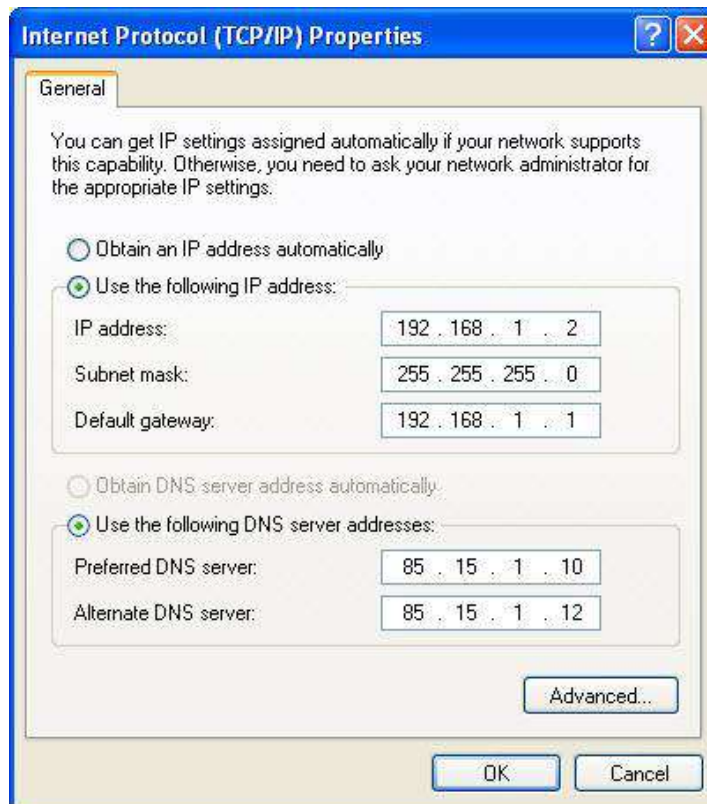 Internet Protocol (TCP/IP) Properties
General
You can get IP settings assigned automatically if your network supports
this capability. Otherwise, you need to ask your network administrator for
the appropriate IP settings.
Obtain an IP address automatically
Use the following IP address:
IP address: 192 . 168 . 1 . 2
Subnet mask: 255 . 255 . 255 . 0
Default gateway: 192 . 168 . 1 . 1
Obtain DNS server address automatically
Use the following DNS server addresses:
Preferred DNS server: 85 . 15 . 1 . 10
Alternate DNS server: 85 . 15 . 1 . 12
Advanced...
OK Cancel